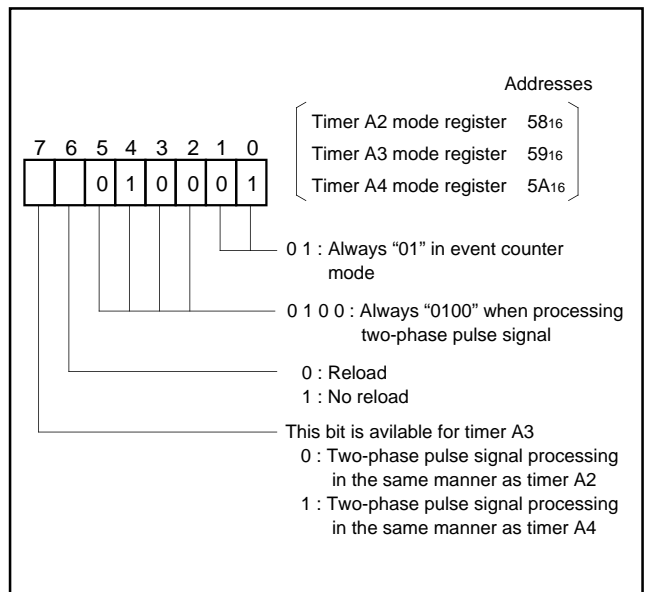 Addresses
Timer A2 mode register 5816
Timer A3 mode register 5916
Timer A4 mode register 5A16
7 6 5 4 3 2 1 0
0 1 0 0 0 1
0 1 : Always “01” in event counter
mode
0 1 0 0 : Always “0100” when processing
two-phase pulse signal
0 : Reload
1 : No reload
This bit is avilable for timer A3
0 : Two-phase pulse signal processing
in the same manner as timer A2
1 : Two-phase pulse signal processing
in the same manner as timer A4